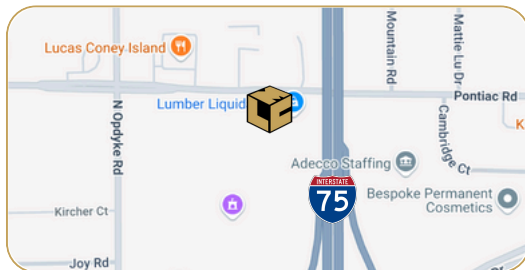 Lucas Coney Island
Mountain Rd
Mattie Lu Dr
Pontiac Rd
Lumber Liquid
LC
N Opdyke Rd
Cambridge Ct
K
Adecco Staffing
INTERSTATE
75
Bespoke Permanent
Cosmetics
Kircher Ct
Joy Rd